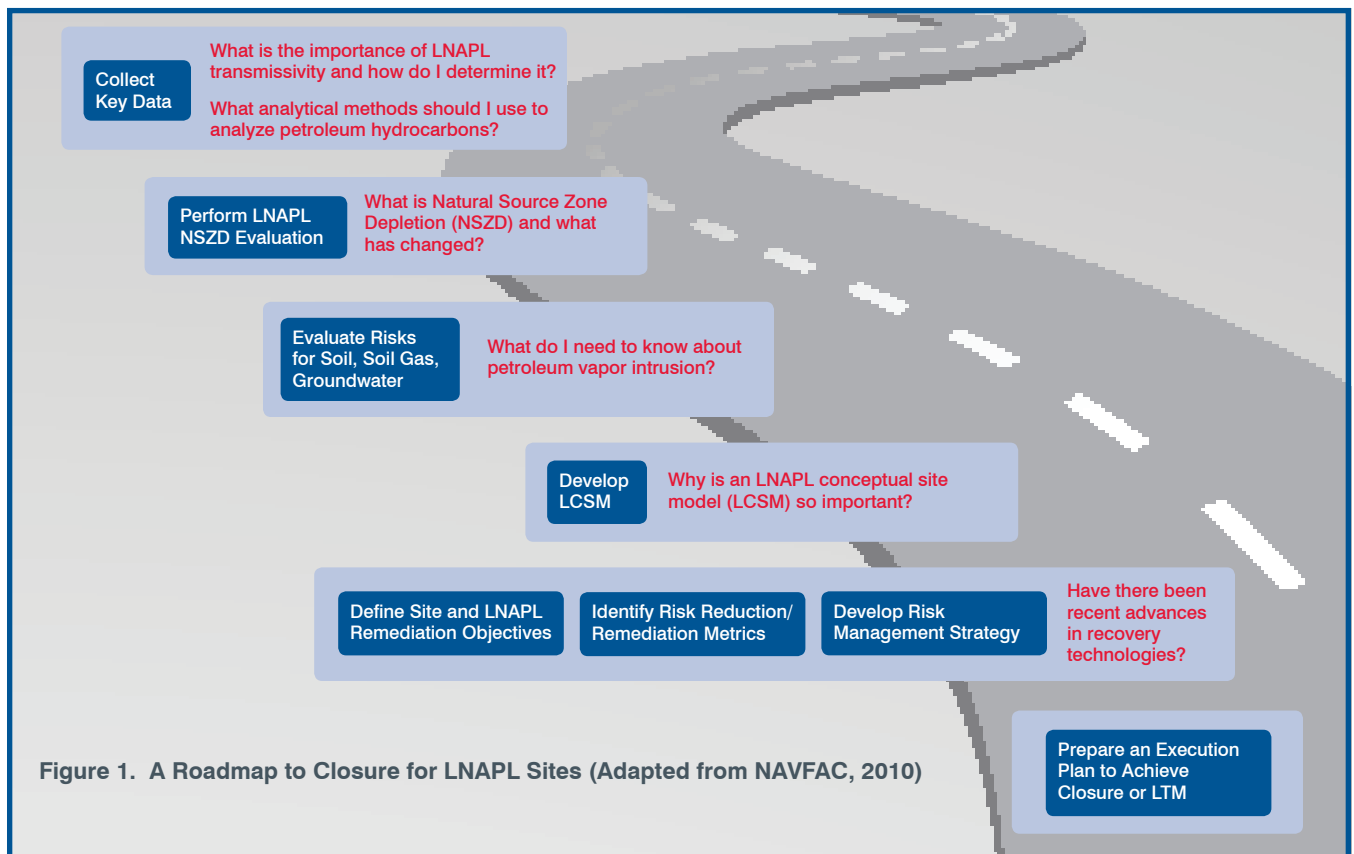 Collect
Key Data
What is the importance of LNAPL
transmissivity and how do I determine it?
What analytical methods should I use to
analyze petroleum hydrocarbons?
Perform LNAPL
NSZD Evaluation
What is Natural Source Zone
Depletion (NSZD) and what
has changed?
Evaluate Risks
for Soil, Soil Gas,
Groundwater
What do I need to know about
petroleum vapor intrusion?
Develop
LCSM
Why is an LNAPL conceptual site
model (LCSM) so important?
Define Site and LNAPL
Remediation Objectives
Identify Risk Reduction/
Remediation Metrics
Develop Risk
Management Strategy
Have there been
recent advances
in recovery
technologies?
Prepare an Execution
Plan to Achieve
Closure or LTM
Figure 1. A Roadmap to Closure for LNAPL Sites (Adapted from NAVFAC, 2010)